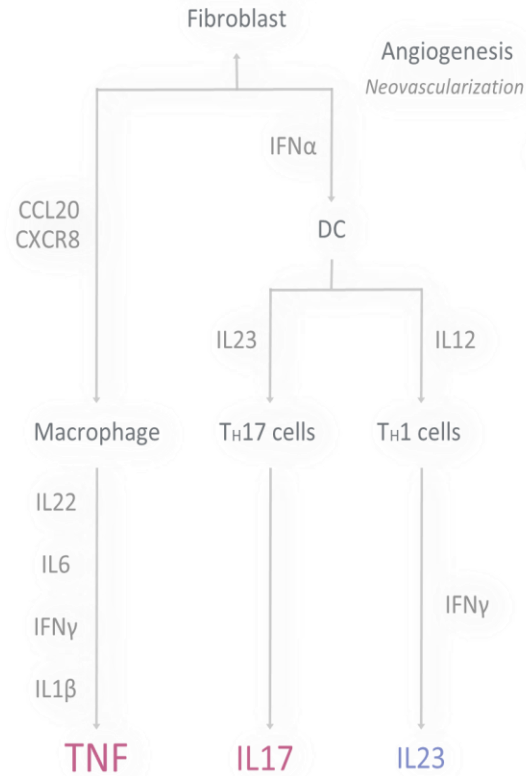 Fibroblast
Angiogenesis
Neovascularization
IFNα
CCL20
CXCR8
DC
IL23
IL12
Macrophage
TH17 cells
TH1 cells
IL22
IL6
IFNγ
IFNγ
IL1β
TNF
IL17
IL23